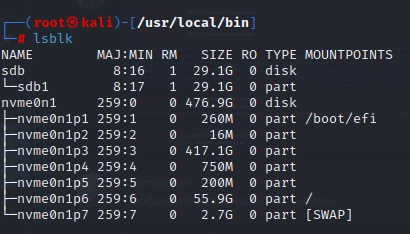 ┌──(root㉿kali)-[/usr/local/bin]
└─# lsblk
NAME        MAJ:MIN RM   SIZE RO TYPE MOUNTPOINTS
sdb           8:16   1  29.1G  0 disk
└─sdb1        8:17   1  29.1G  0 part
nvme0n1     259:0    0 476.9G  0 disk
├─nvme0n1p1 259:1    0   260M  0 part /boot/efi
├─nvme0n1p2 259:2    0    16M  0 part
├─nvme0n1p3 259:3    0 417.1G  0 part
├─nvme0n1p4 259:4    0   750M  0 part
├─nvme0n1p5 259:5    0   200M  0 part
├─nvme0n1p6 259:6    0  55.9G  0 part /
└─nvme0n1p7 259:7    0   2.7G  0 part [SWAP]